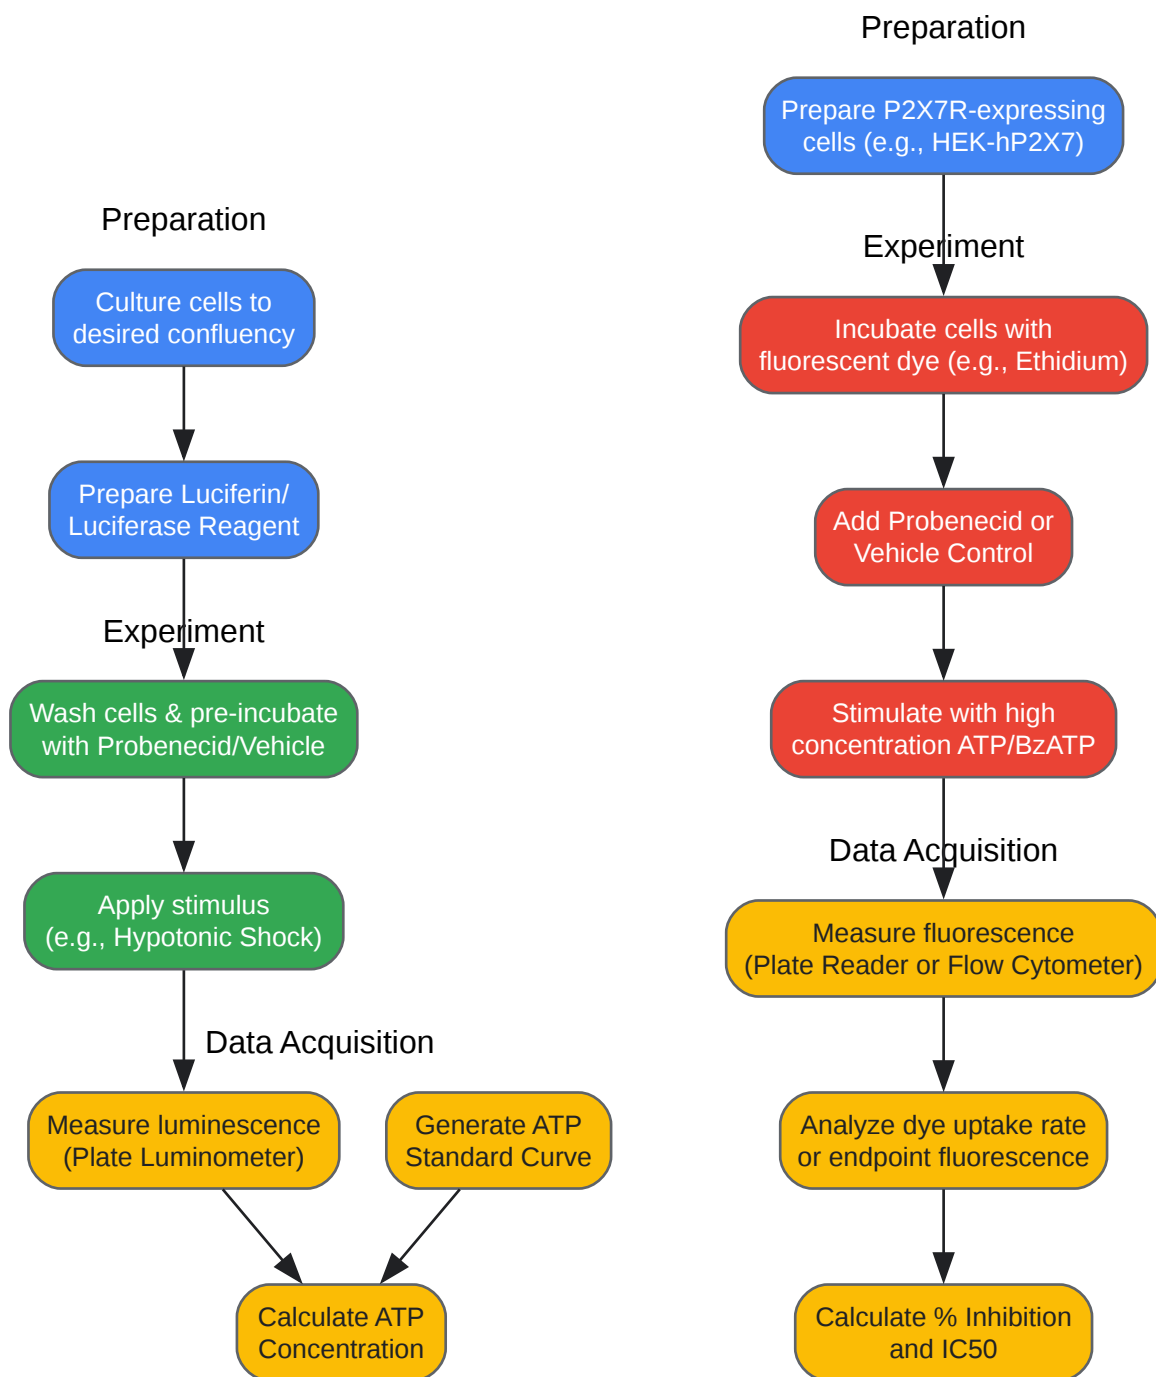 Preparation
Culture cells to
desired confluency
Prepare Luciferin/
Luciferase Reagent
Experiment
Wash cells & pre-incubate
with Probenecid/Vehicle
Apply stimulus
(e.g., Hypotonic Shock)
Data Acquisition
Measure luminescence
(Plate Luminometer)
Generate ATP
Standard Curve
Calculate ATP
Concentration
Preparation
Prepare P2X7R-expressing
cells (e.g., HEK-hP2X7)
Experiment
Incubate cells with
fluorescent dye (e.g., Ethidium)
Add Probenecid or
Vehicle Control
Stimulate with high
concentration ATP/BzATP
Data Acquisition
Measure fluorescence
(Plate Reader or Flow Cytometer)
Analyze dye uptake rate
or endpoint fluorescence
Calculate % Inhibition
and IC50